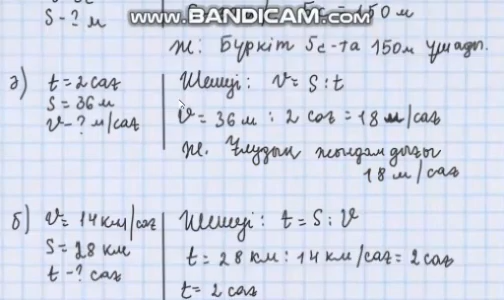 www.BANDICAM.com
S - ? м
= 150 м
Ж: Бүркіт 5с-та 150м ұшады.
ә) t = 2 сағ
S = 36 м
V - ? м/сағ
Шешуі: V = S : t
V = 36 м : 2 сағ = 18 м/сағ
Ж. Ұлудың жылдамдығы
18 м/сағ
б) V = 14 км/сағ
S = 28 км
t - ? сағ
Шешуі: t = S : V
t = 28 км : 14 км/сағ = 2 сағ
t = 2 сағ